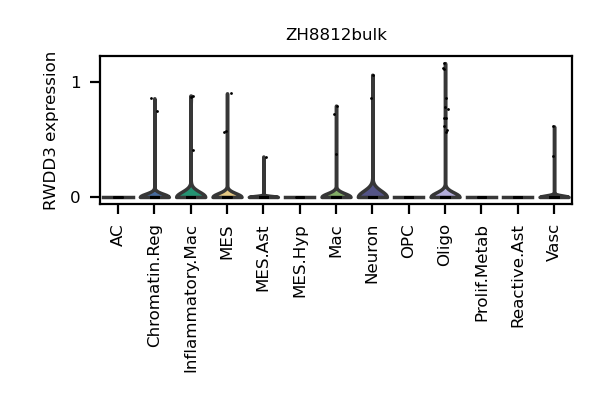 ZH8812bulk
RWDD3 expression
1
0
AC
Chromatin.Reg
Inflammatory.Mac
MES
MES.Ast
MES.Hyp
Mac
Neuron
OPC
Oligo
Prolif.Metab
Reactive.Ast
Vasc